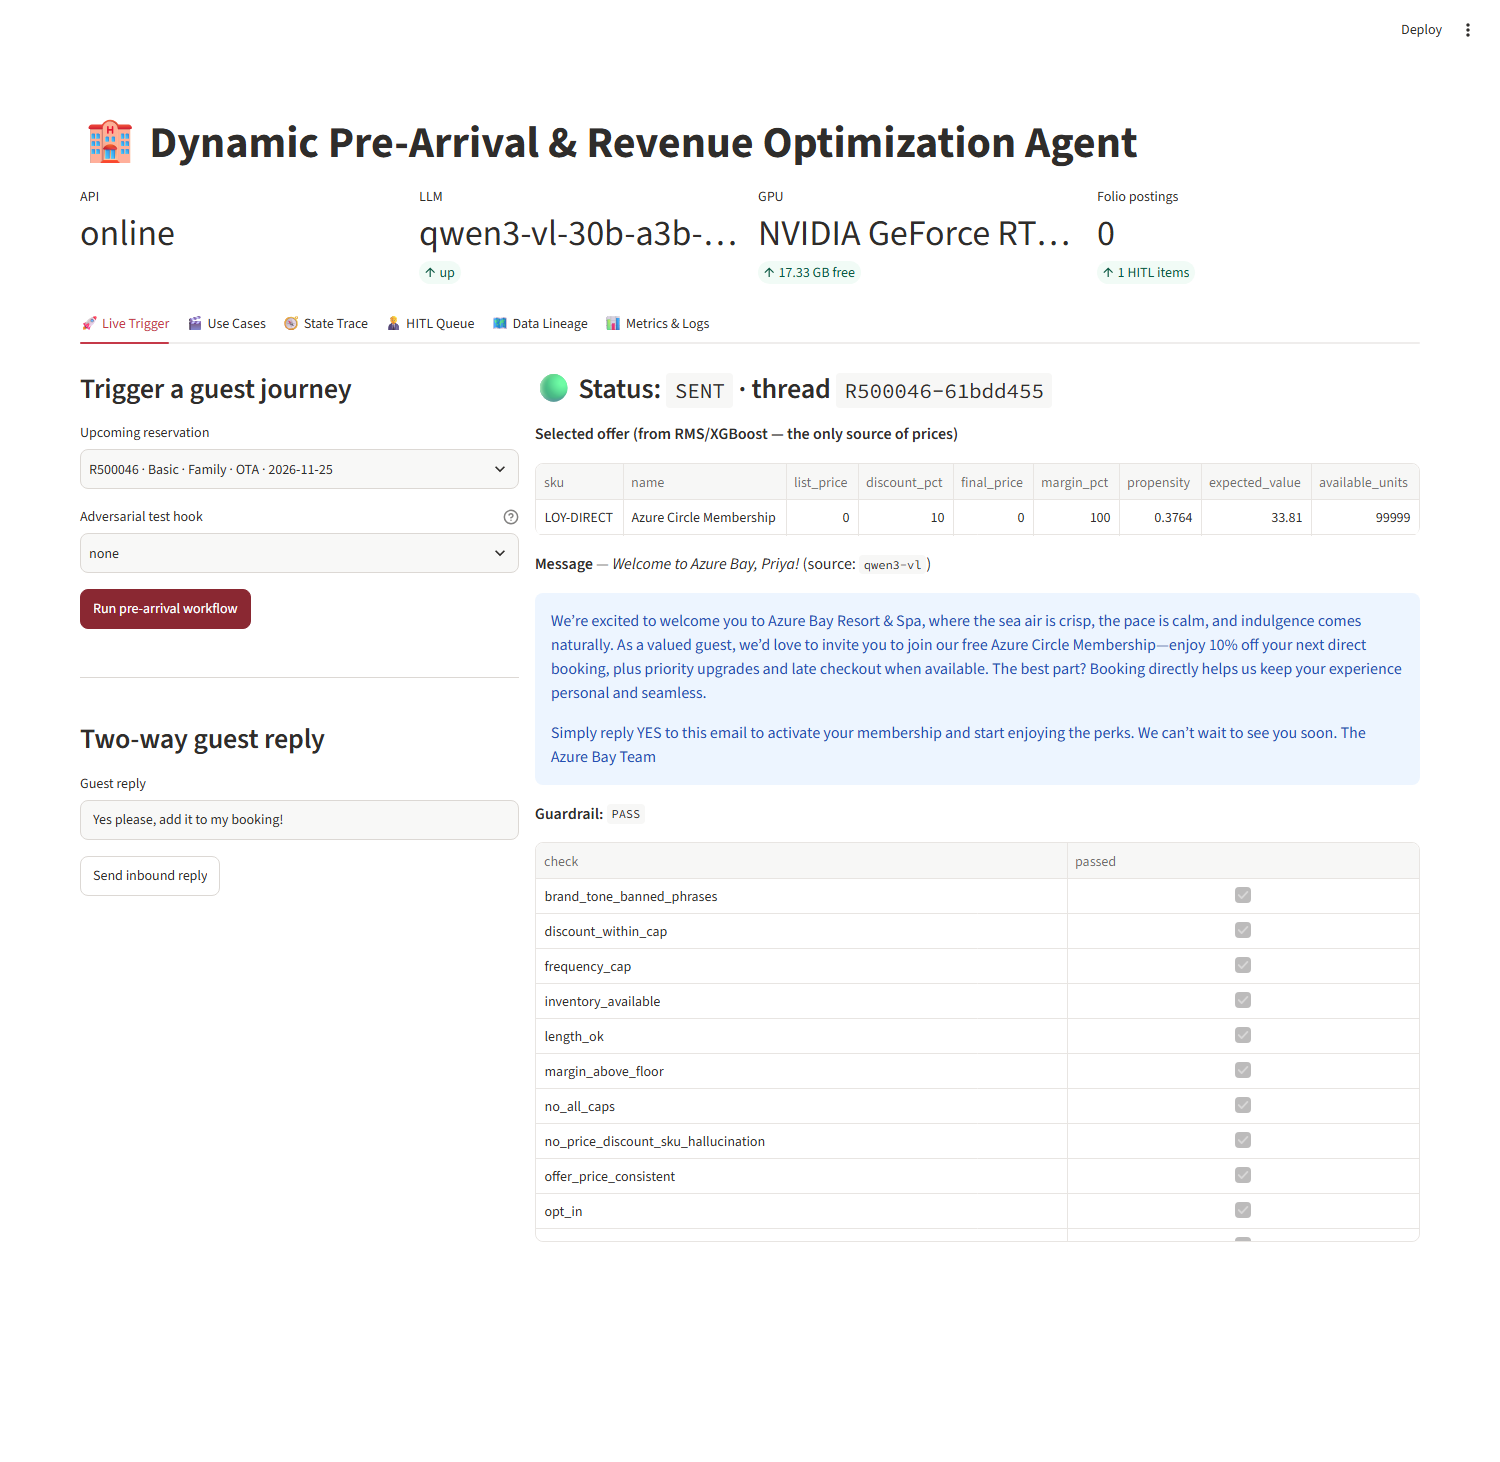 Deploy
Dynamic Pre-Arrival & Revenue Optimization Agent
API
online
LLM
qwen3-vl-30b-a3b-…
↑ up
GPU
NVIDIA GeForce RT…
↑ 17.33 GB free
Folio postings
0
↑ 1 HITL items
Live Trigger
Use Cases
State Trace
HITL Queue
Data Lineage
Metrics & Logs
Trigger a guest journey
Upcoming reservation
R500046 · Basic · Family · OTA · 2026-11-25
Adversarial test hook
none
Run pre-arrival workflow
Two-way guest reply
Guest reply
Yes please, add it to my booking!
Send inbound reply
Status: SENT · thread R500046-61bdd455
Selected offer (from RMS/XGBoost — the only source of prices)
sku name list_price discount_pct final_price margin_pct propensity expected_value available_units
LOY-DIRECT Azure Circle Membership 0 10 0 100 0.3764 33.81 99999
Message — Welcome to Azure Bay, Priya! (source: qwen3-vl )
We’re excited to welcome you to Azure Bay Resort & Spa, where the sea air is crisp, the pace is calm, and indulgence comes
naturally. As a valued guest, we’d love to invite you to join our free Azure Circle Membership—enjoy 10% off your next direct
booking, plus priority upgrades and late checkout when available. The best part? Booking directly helps us keep your experience
personal and seamless.
Simply reply YES to this email to activate your membership and start enjoying the perks. We can’t wait to see you soon. The
Azure Bay Team
Guardrail: PASS
check passed
brand_tone_banned_phrases
discount_within_cap
frequency_cap
inventory_available
length_ok
margin_above_floor
no_all_caps
no_price_discount_sku_hallucination
offer_price_consistent
opt_in